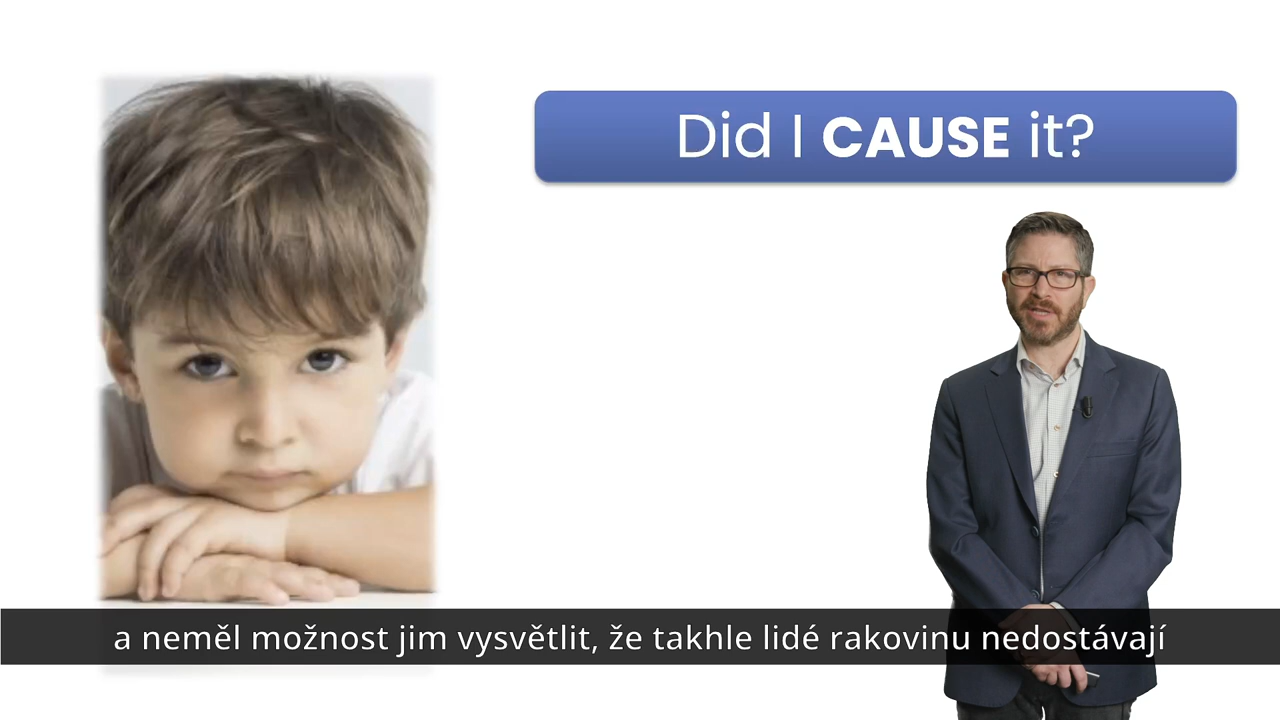 Did I CAUSE it?
a neměl možnost jim vysvětlit, že takhle lidé rakovinu nedostávají